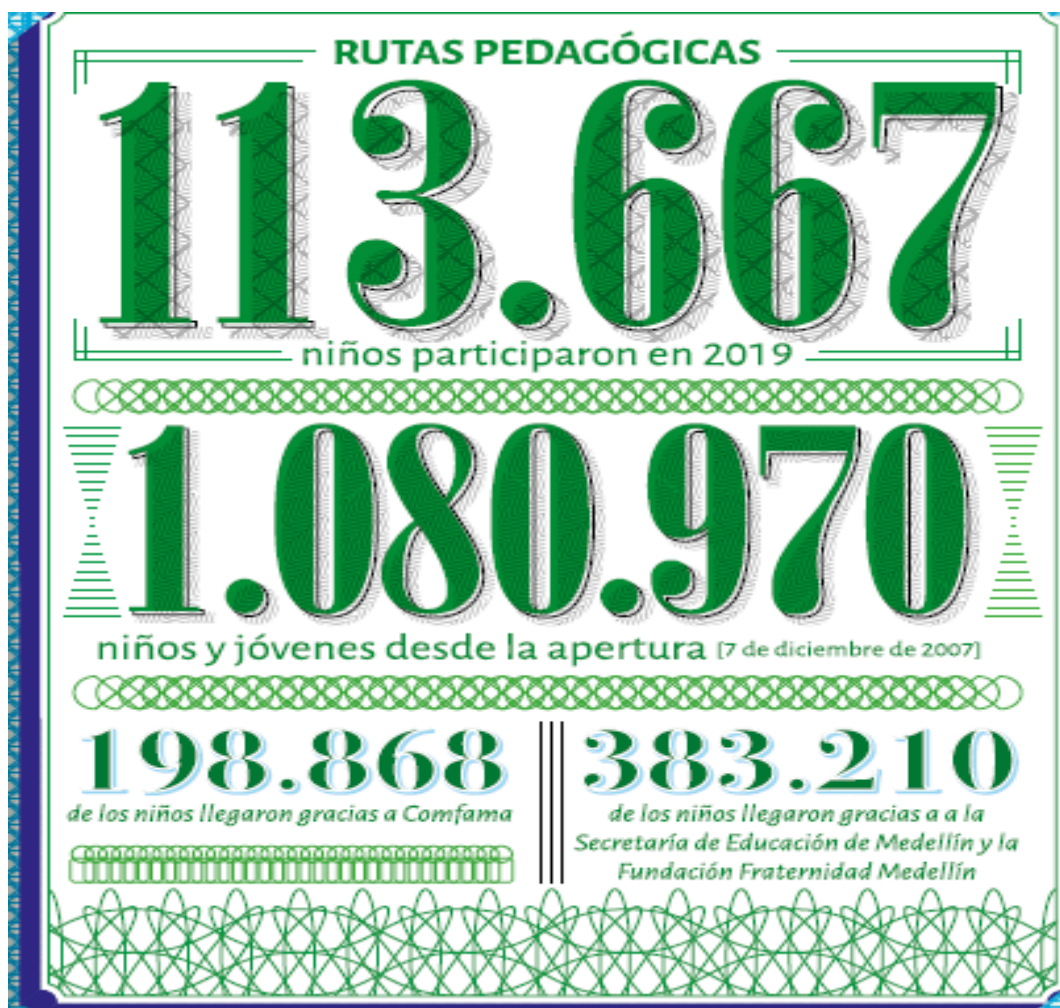 RUTAS PEDAGÓGICAS
113.667
niños participaron en 2019
1.080.970
niños y jóvenes desde la apertura [7 de diciembre de 2007]
198.868
de los niños llegaron gracias a Comfama
383.210
de los niños llegaron gracias a a la
Secretaría de Educación de Medellín y la
Fundación Fraternidad Medellín